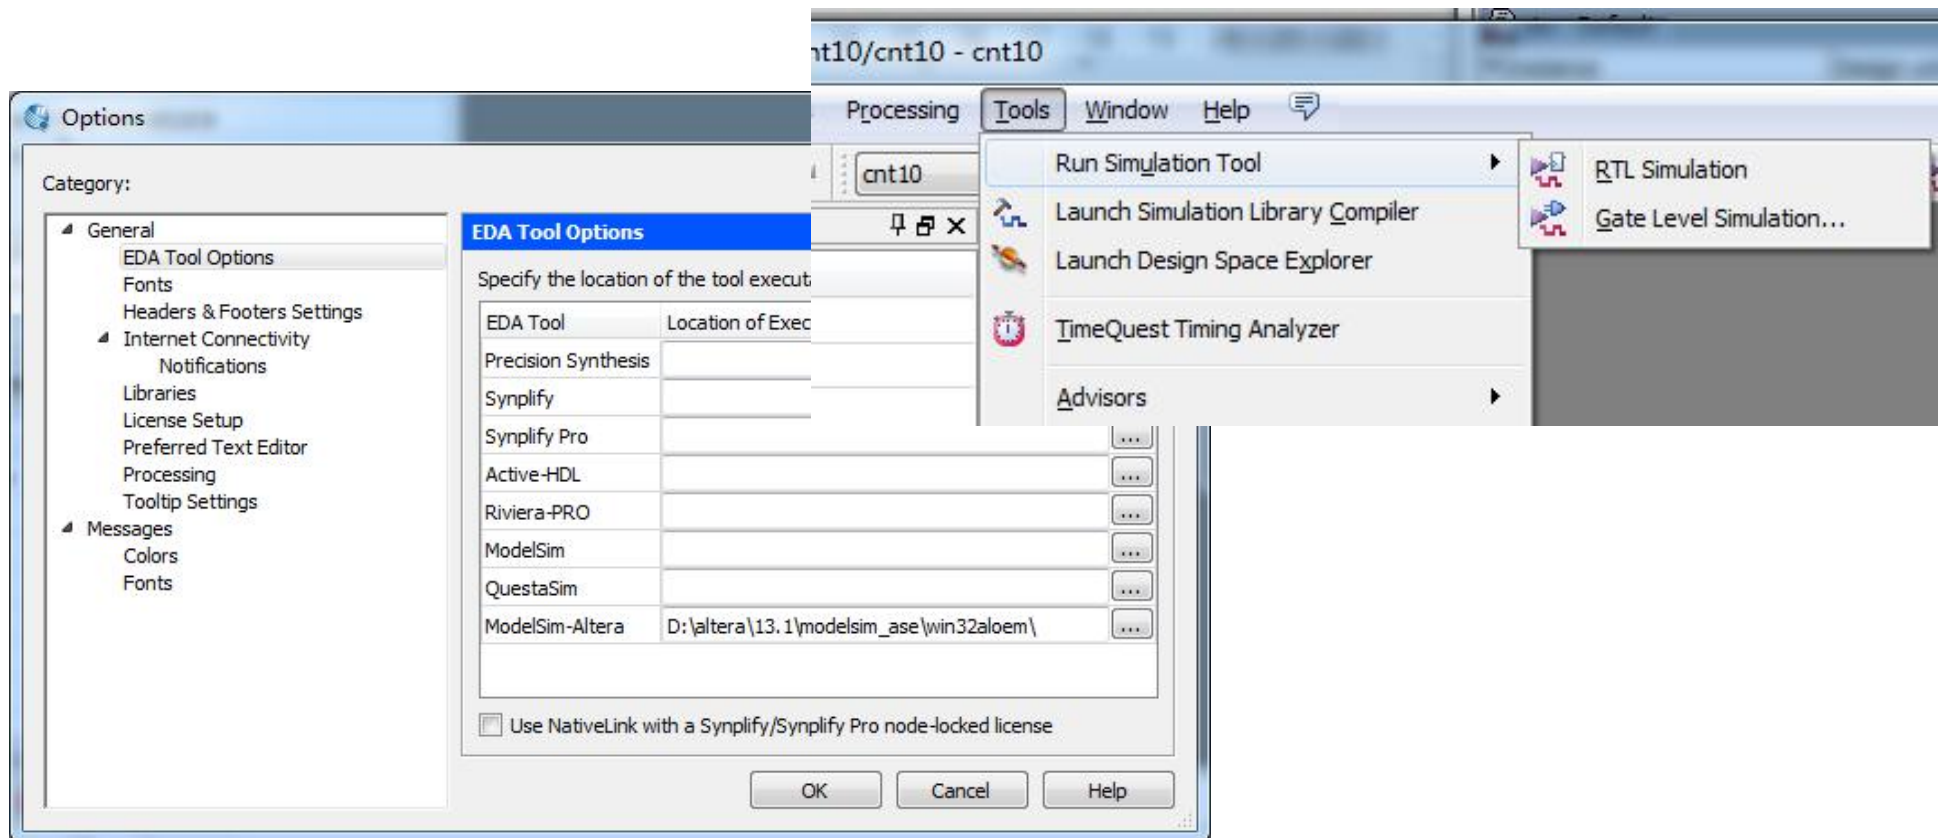 Options
Category:
General
EDA Tool Options
Fonts
Headers & Footers Settings
Internet Connectivity
Notifications
Libraries
License Setup
Preferred Text Editor
Processing
Tooltip Settings
Messages
Colors
Fonts
EDA Tool Options
Specify the location of the tool execut
EDA Tool Location of Exec
Precision Synthesis
Synplify
Synplify Pro ...
Active-HDL ...
Riviera-PRO ...
ModelSim ...
QuestaSim ...
ModelSim-Altera D:\altera\13.1\modelsim_ase\win32aloem\ ...
Use NativeLink with a Synplify/Synplify Pro node-locked license
OK Cancel Help
nt10/cnt10 - cnt10
Processing Tools Window Help
cnt10
Run Simulation Tool
Launch Simulation Library Compiler
Launch Design Space Explorer
TimeQuest Timing Analyzer
Advisors
RTL Simulation
Gate Level Simulation...